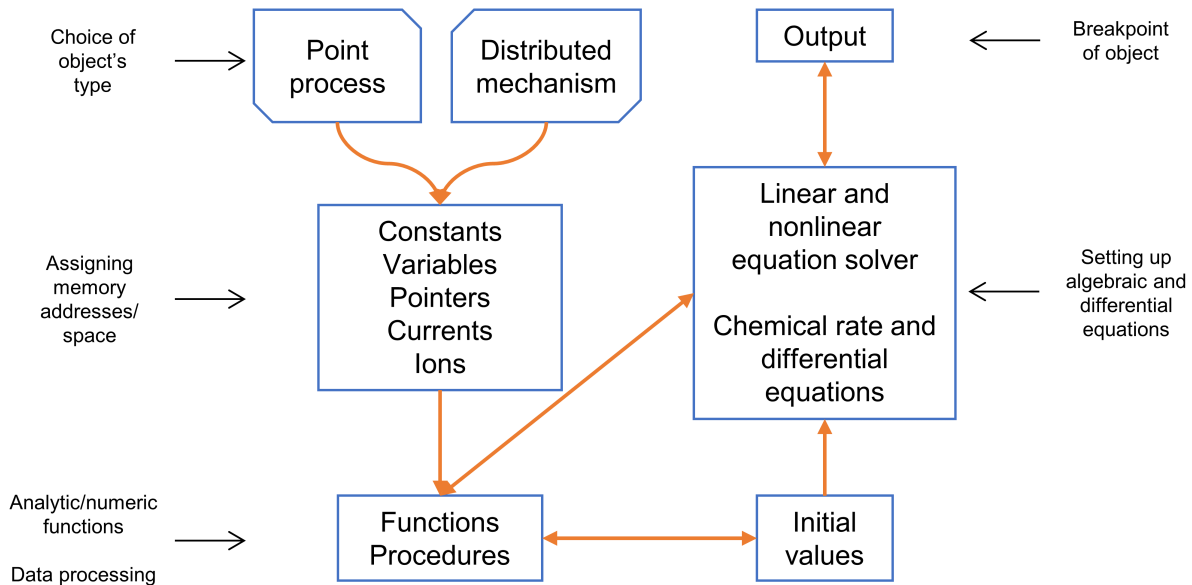 Choice of
object’s
type
Point
process
Distributed
mechanism
Output
Breakpoint
of object
Assigning
memory
addresses/
space
Constants
Variables
Pointers
Currents
Ions
Linear and
nonlinear
equation solver
Chemical rate and
differential
equations
Setting up
algebraic and
differential
equations
Analytic/numeric
functions
Data processing
Functions
Procedures
Initial
values